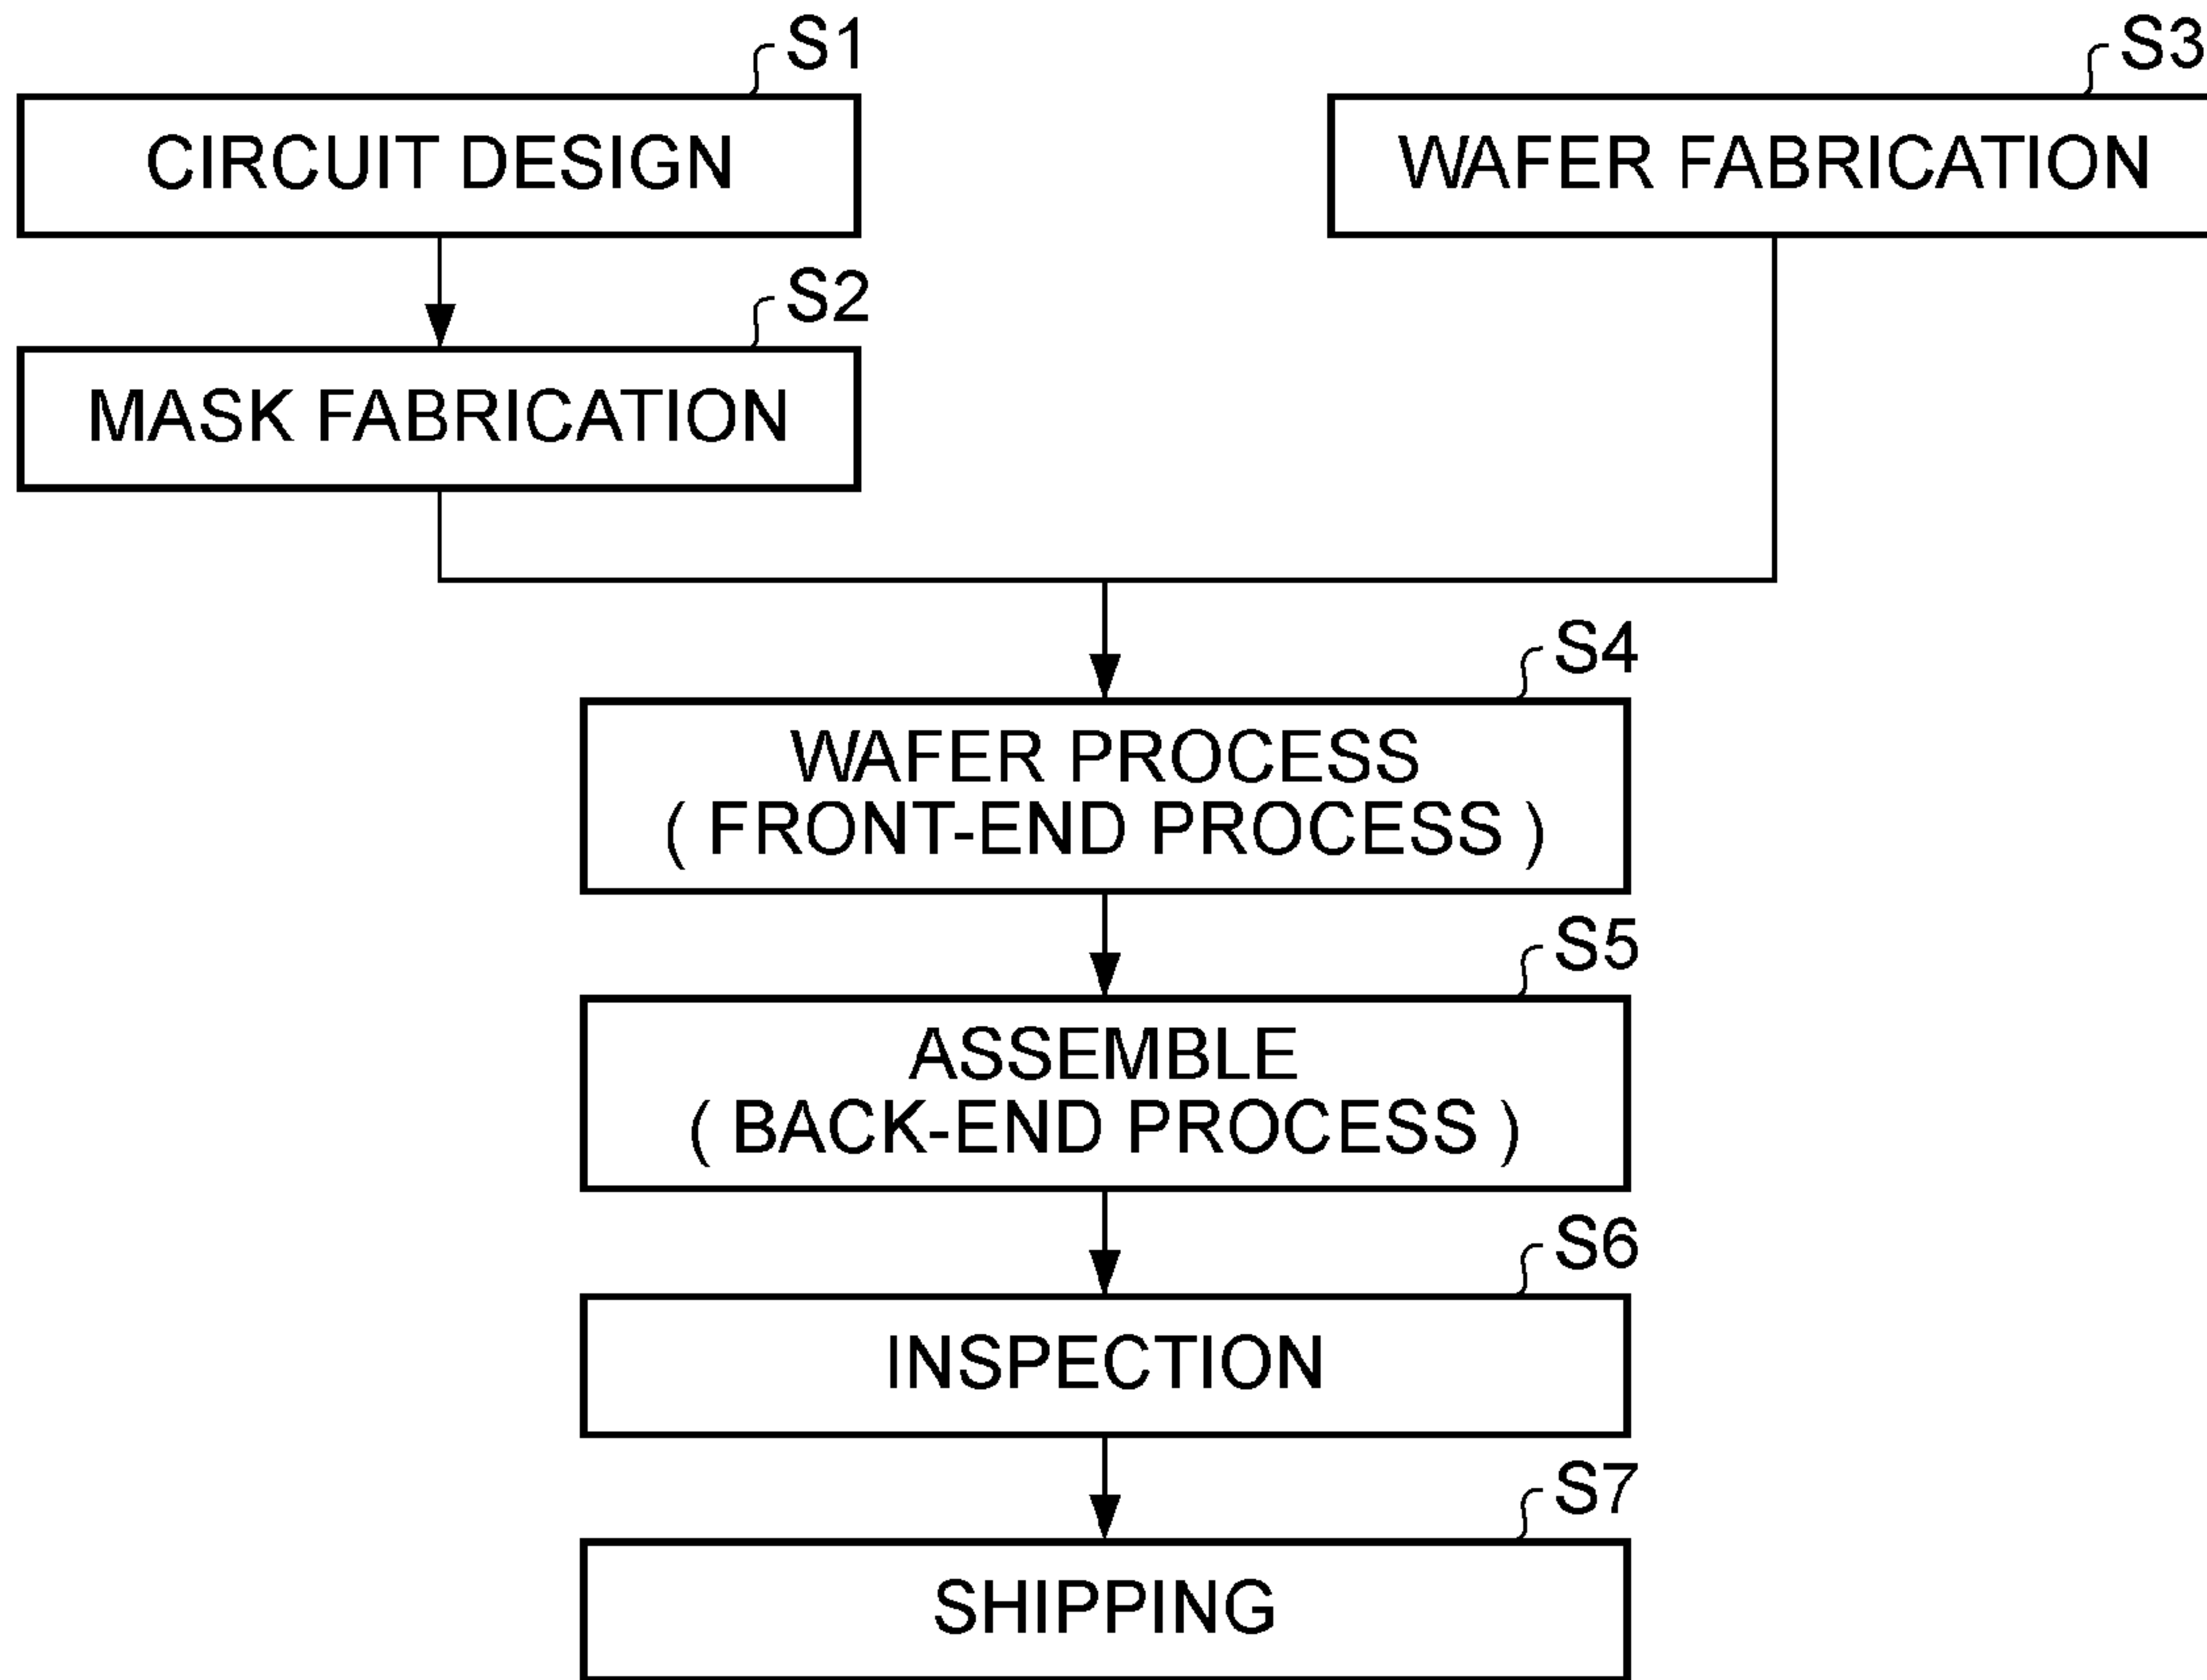 S1
CIRCUIT DESIGN
S3
WAFER FABRICATION
S2
MASK FABRICATION
S4
WAFER PROCESS
( FRONT-END PROCESS )
S5
ASSEMBLE
( BACK-END PROCESS )
S6
INSPECTION
S7
SHIPPING